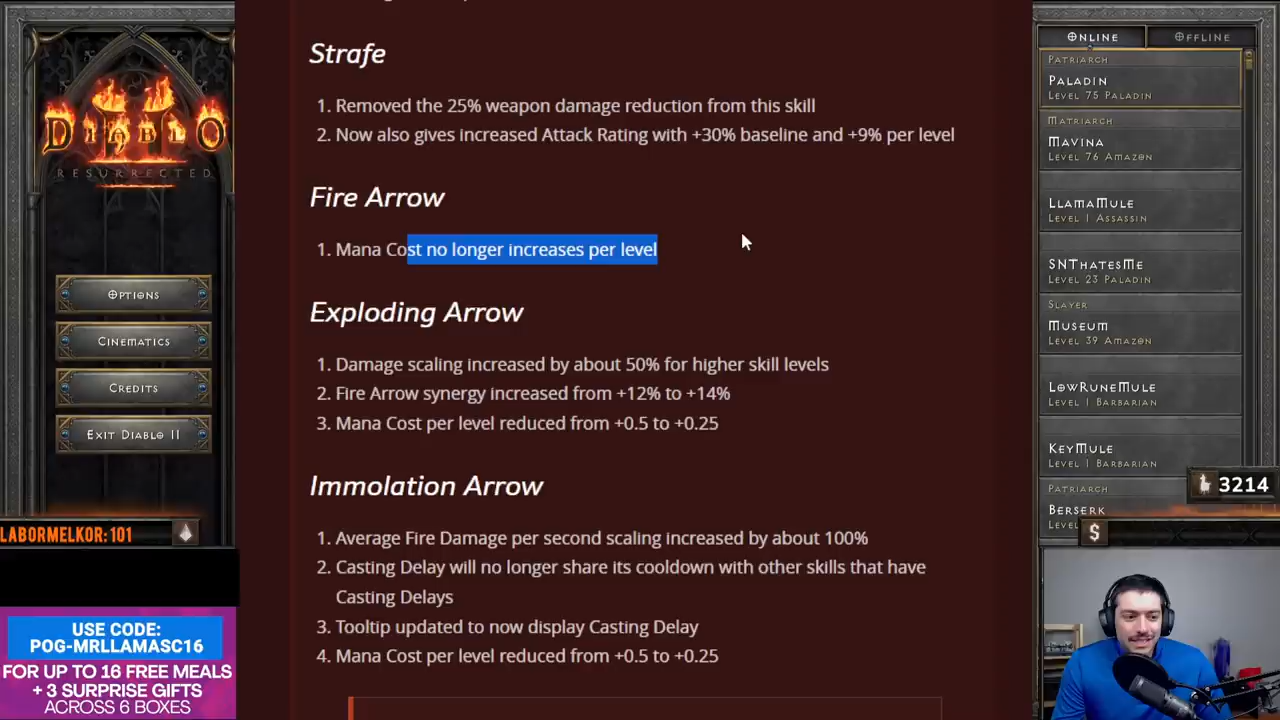 DIABLO
II
RESURRECTED
OPTIONS
CINEMATICS
CREDITS
EXIT DIABLO II
LABORMELKOR: 101
USE CODE:
POG-MRLLAMASC16
FOR UP TO 16 FREE MEALS
+ 3 SURPRISE GIFTS
ACROSS 6 BOXES
Strafe
1. Removed the 25% weapon damage reduction from this skill
2. Now also gives increased Attack Rating with +30% baseline and +9% per level
Fire Arrow
1. Mana Cost no longer increases per level
Exploding Arrow
1. Damage scaling increased by about 50% for higher skill levels
2. Fire Arrow synergy increased from +12% to +14%
3. Mana Cost per level reduced from +0.5 to +0.25
Immolation Arrow
1. Average Fire Damage per second scaling increased by about 100%
2. Casting Delay will no longer share its cooldown with other skills that have
Casting Delays
3. Tooltip updated to now display Casting Delay
4. Mana Cost per level reduced from +0.5 to +0.25
ONLINE
OFFLINE
PATRIARCH
PALADIN
LEVEL 75 PALADIN
MATRIARCH
MAVINA
LEVEL 76 AMAZON
LLAMAMULE
LEVEL 1 ASSASSIN
SNTHATESME
LEVEL 23 PALADIN
SLAYER
MUSEUM
LEVEL 39 AMAZON
LOWRUNEMULE
LEVEL 1 BARBARIAN
KEYMULE
LEVEL 1 BARBARIAN
PATRIARCH
BERSERK
LEVEL
3214
$